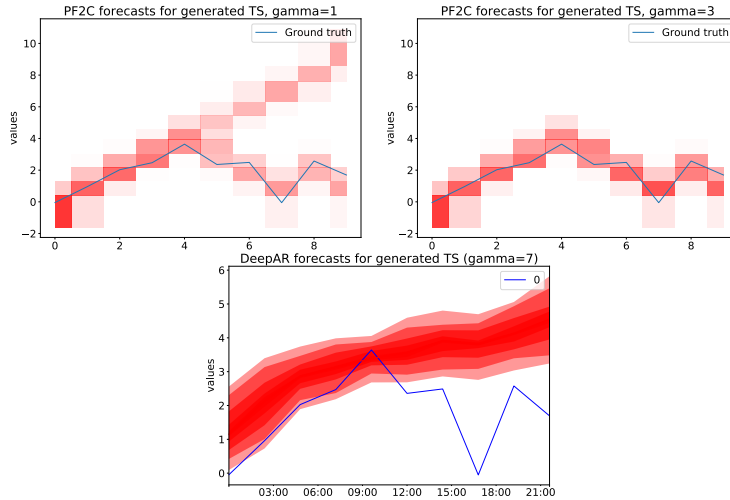 PF2C forecasts for generated TS, gamma=1
Ground truth
values
10
8
6
4
2
0
−2
0 2 4 6 8
PF2C forecasts for generated TS, gamma=3
Ground truth
values
10
8
6
4
2
0
−2
0 2 4 6 8
DeepAR forecasts for generated TS (gamma=7)
0
values
6
5
4
3
2
1
0
03:00 06:00 09:00 12:00 15:00 18:00 21:00